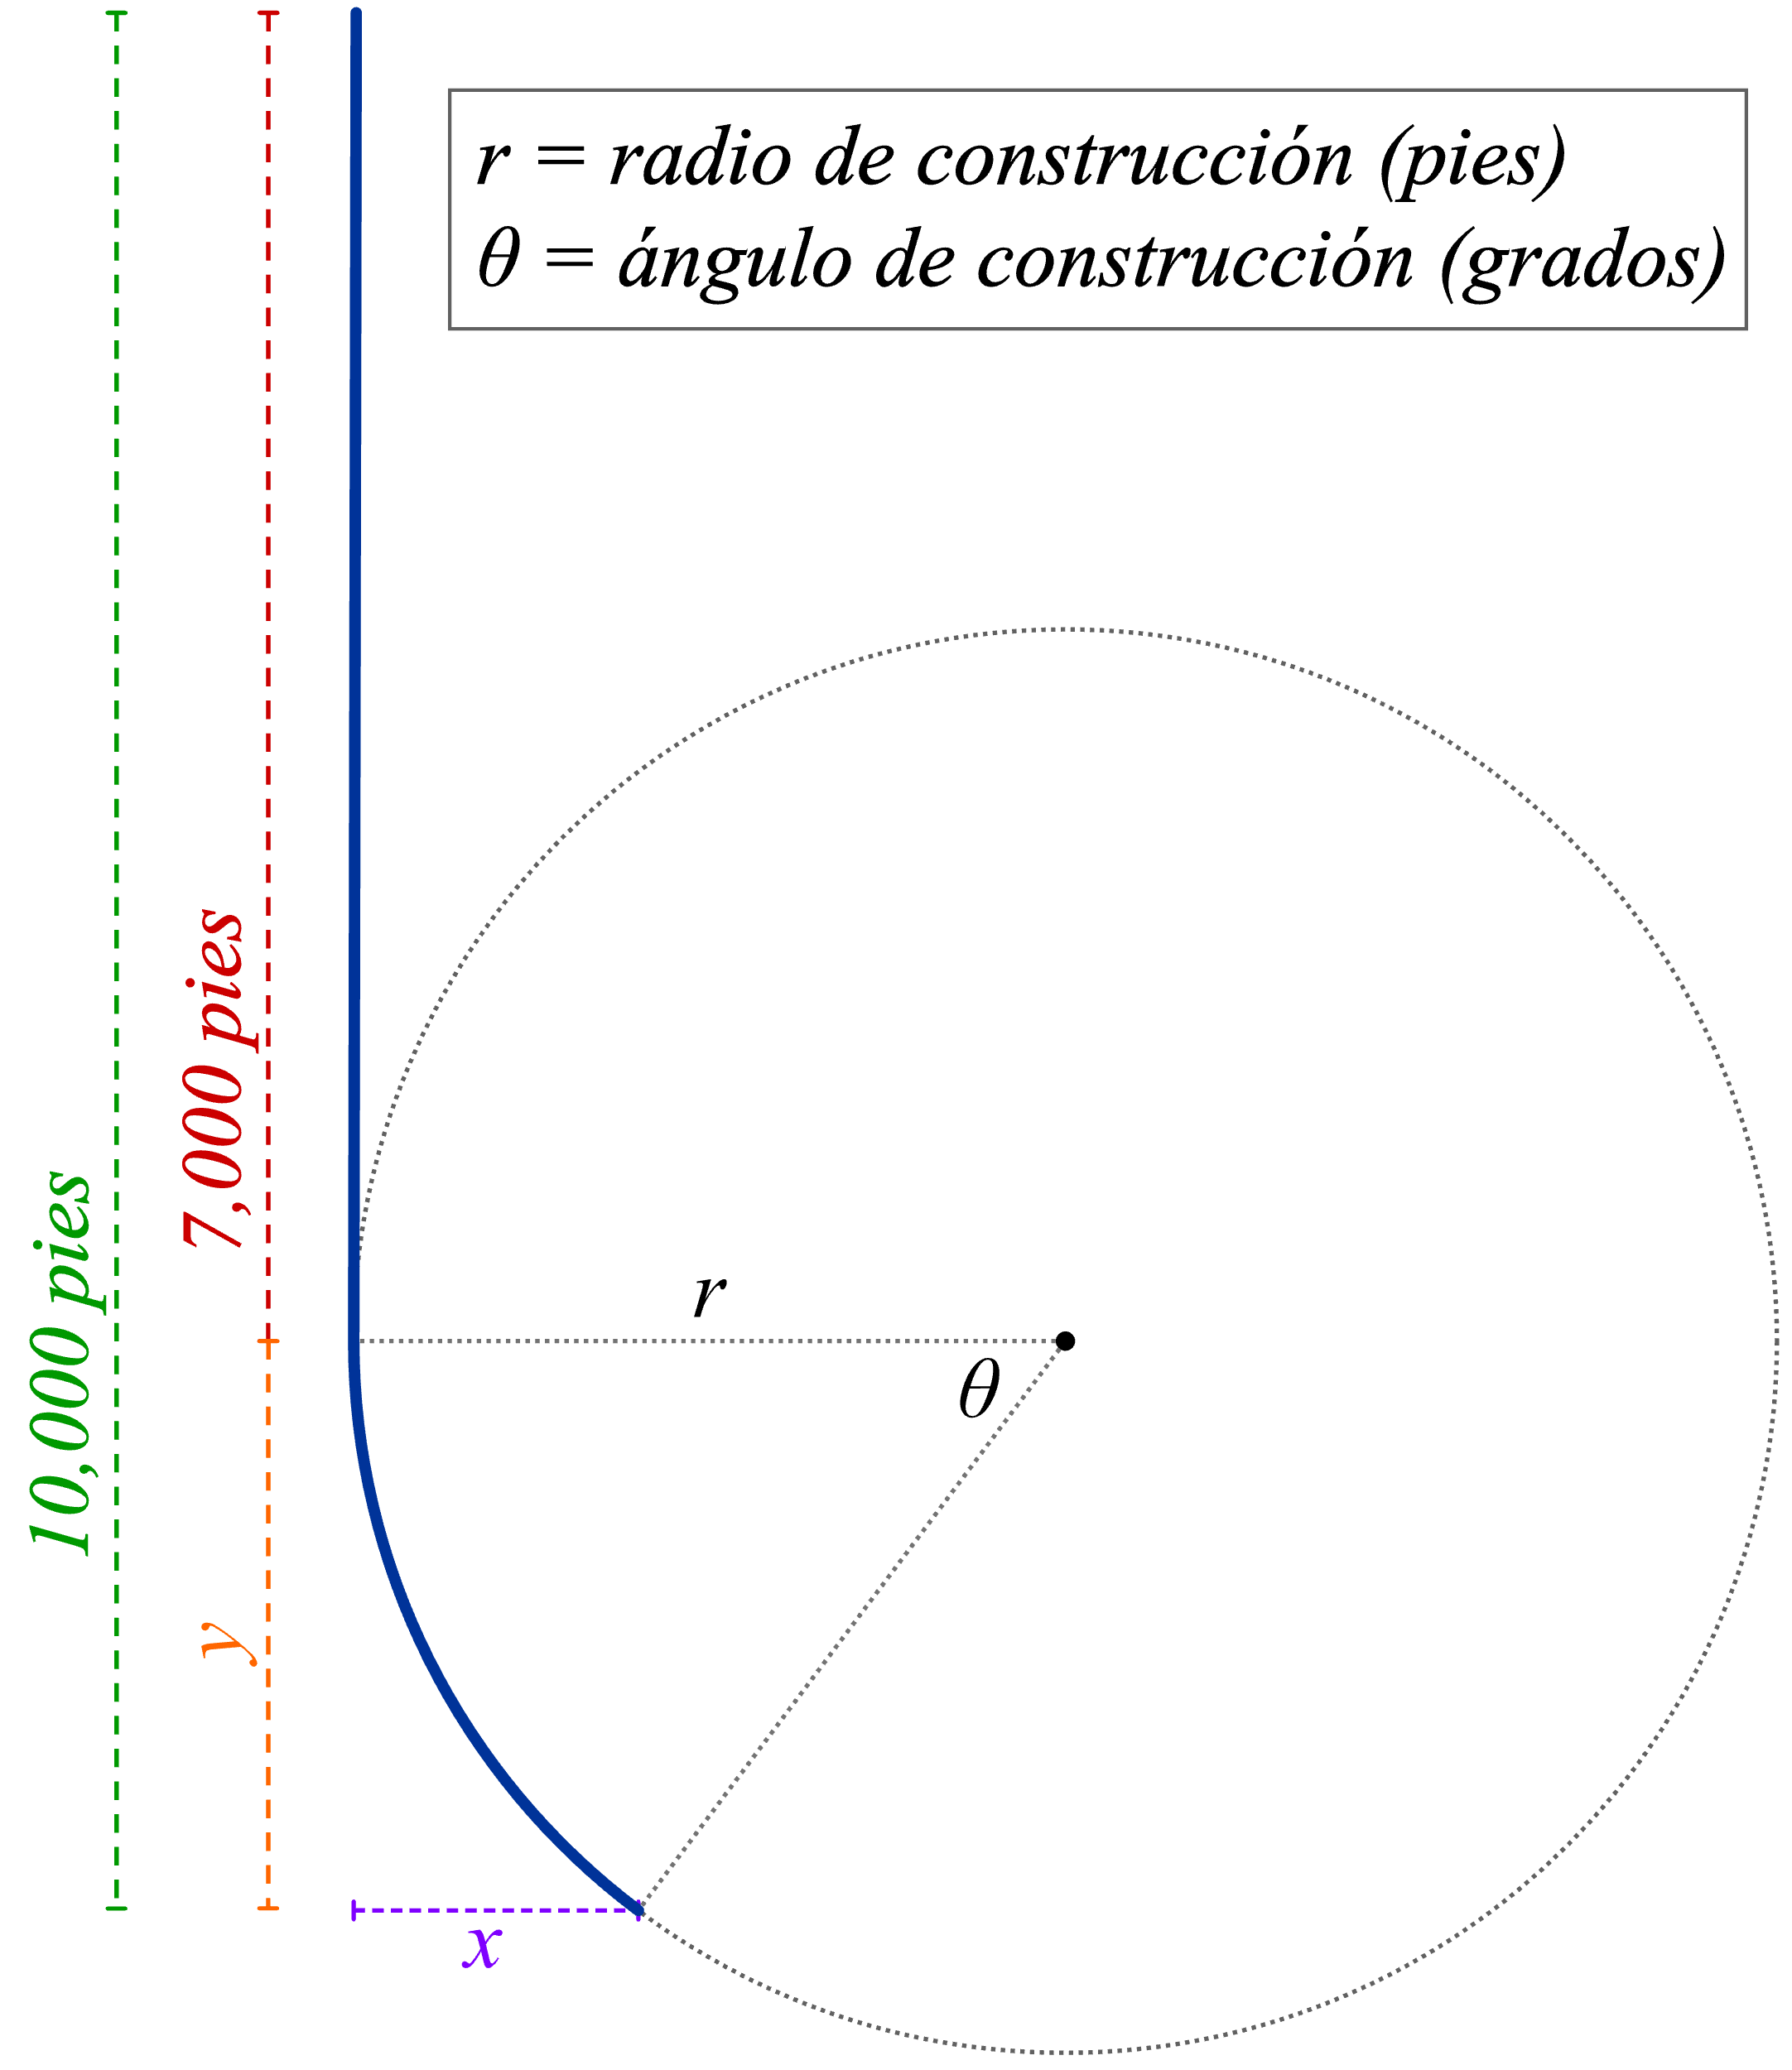 r = radio de construcción (pies)
θ = ángulo de construcción (grados)
10,000 pies
7,000 pies
r
θ
y
x